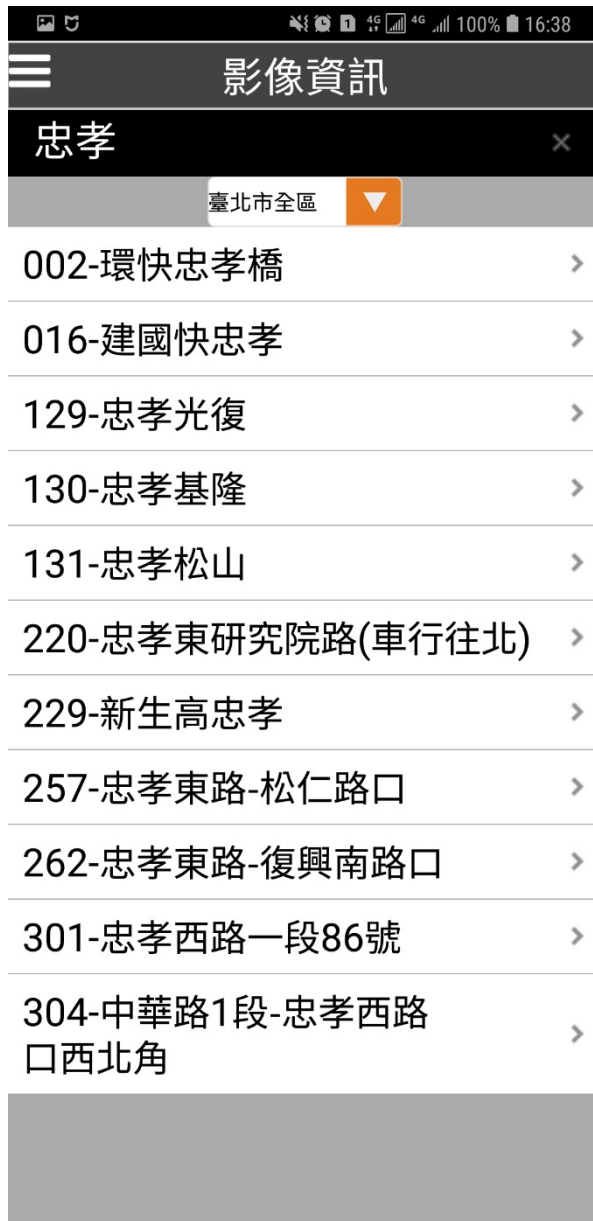 1 4G 4G 100% 16:38
影像資訊
忠孝
臺北市全區
002-環快忠孝橋
016-建國快忠孝
129-忠孝光復
130-忠孝基隆
131-忠孝松山
220-忠孝東研究院路(車行往北)
229-新生高忠孝
257-忠孝東路-松仁路口
262-忠孝東路-復興南路口
301-忠孝西路一段86號
304-中華路1段-忠孝西路
口西北角